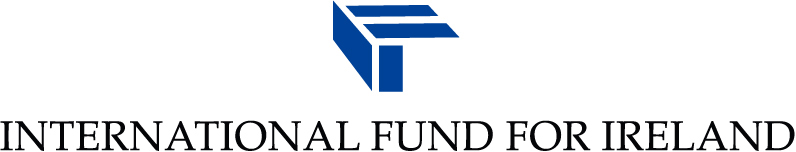 INTERNATIONAL FUND FOR IRELAND